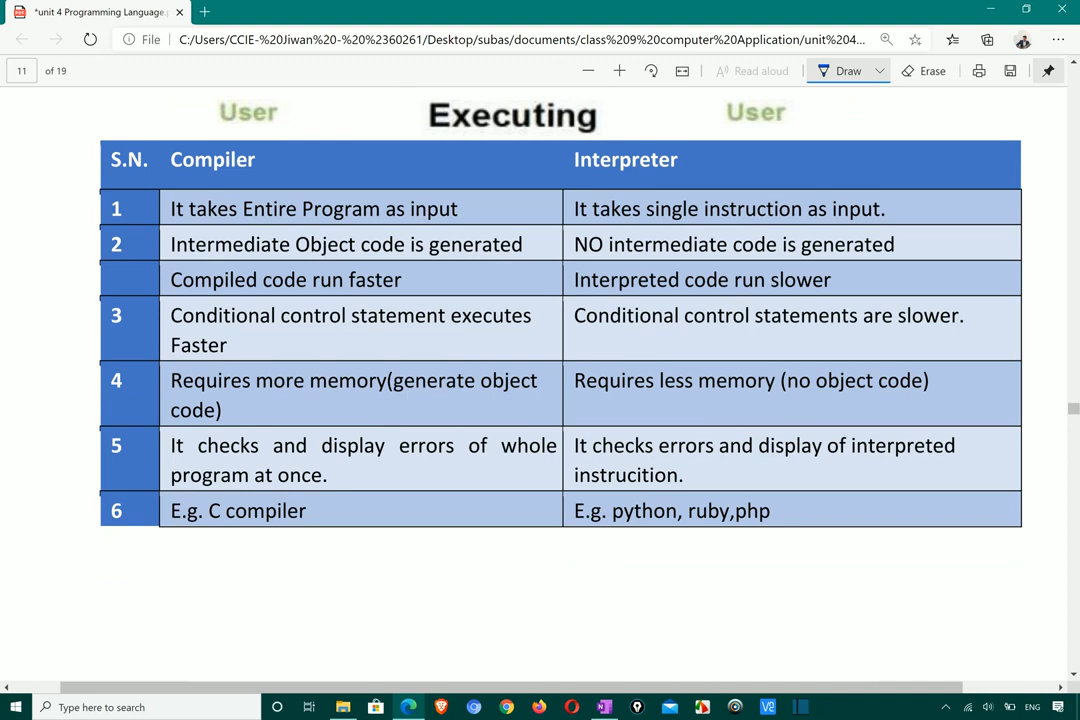 *unit 4 Programming Language.
File
C:/Users/CCIE-%20Jiwan%20-%20%2360261/Desktop/subas/documents/class%209%20computer%20Application/unit%204...
11 of 19
Read aloud
Draw
Erase
User Executing User
S.N. Compiler Interpreter
1 It takes Entire Program as input It takes single instruction as input.
2 Intermediate Object code is generated NO intermediate code is generated
Compiled code run faster Interpreted code run slower
3 Conditional control statement executes Conditional control statements are slower.
Faster
4 Requires more memory(generate object Requires less memory (no object code)
code)
5 It checks and display errors of whole It checks errors and display of interpreted
program at once. instrucition.
6 E.g. C compiler E.g. python, ruby,php
Type here to search
ENG